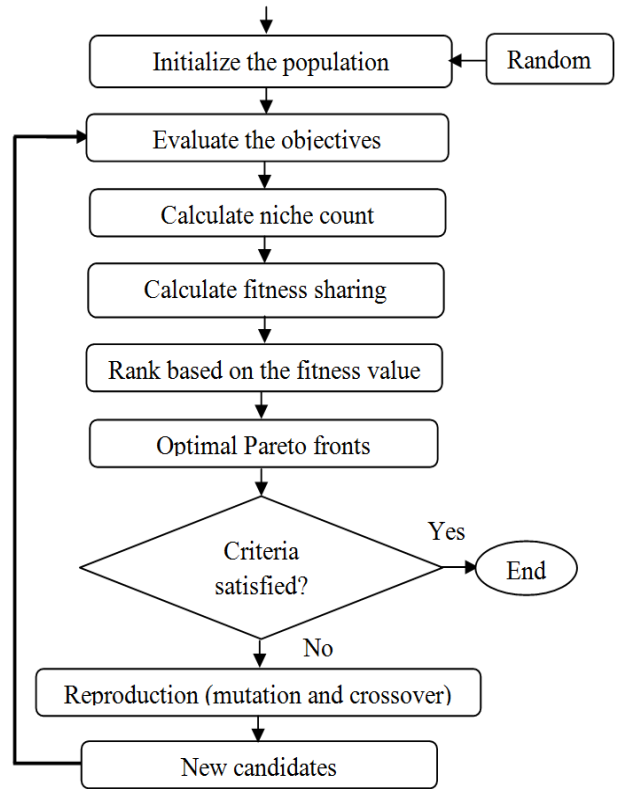 Initialize the population
Random
Evaluate the objectives
Calculate niche count
Calculate fitness sharing
Rank based on the fitness value
Optimal Pareto fronts
Criteria
satisfied?
Yes
End
No
Reproduction (mutation and crossover)
New candidates